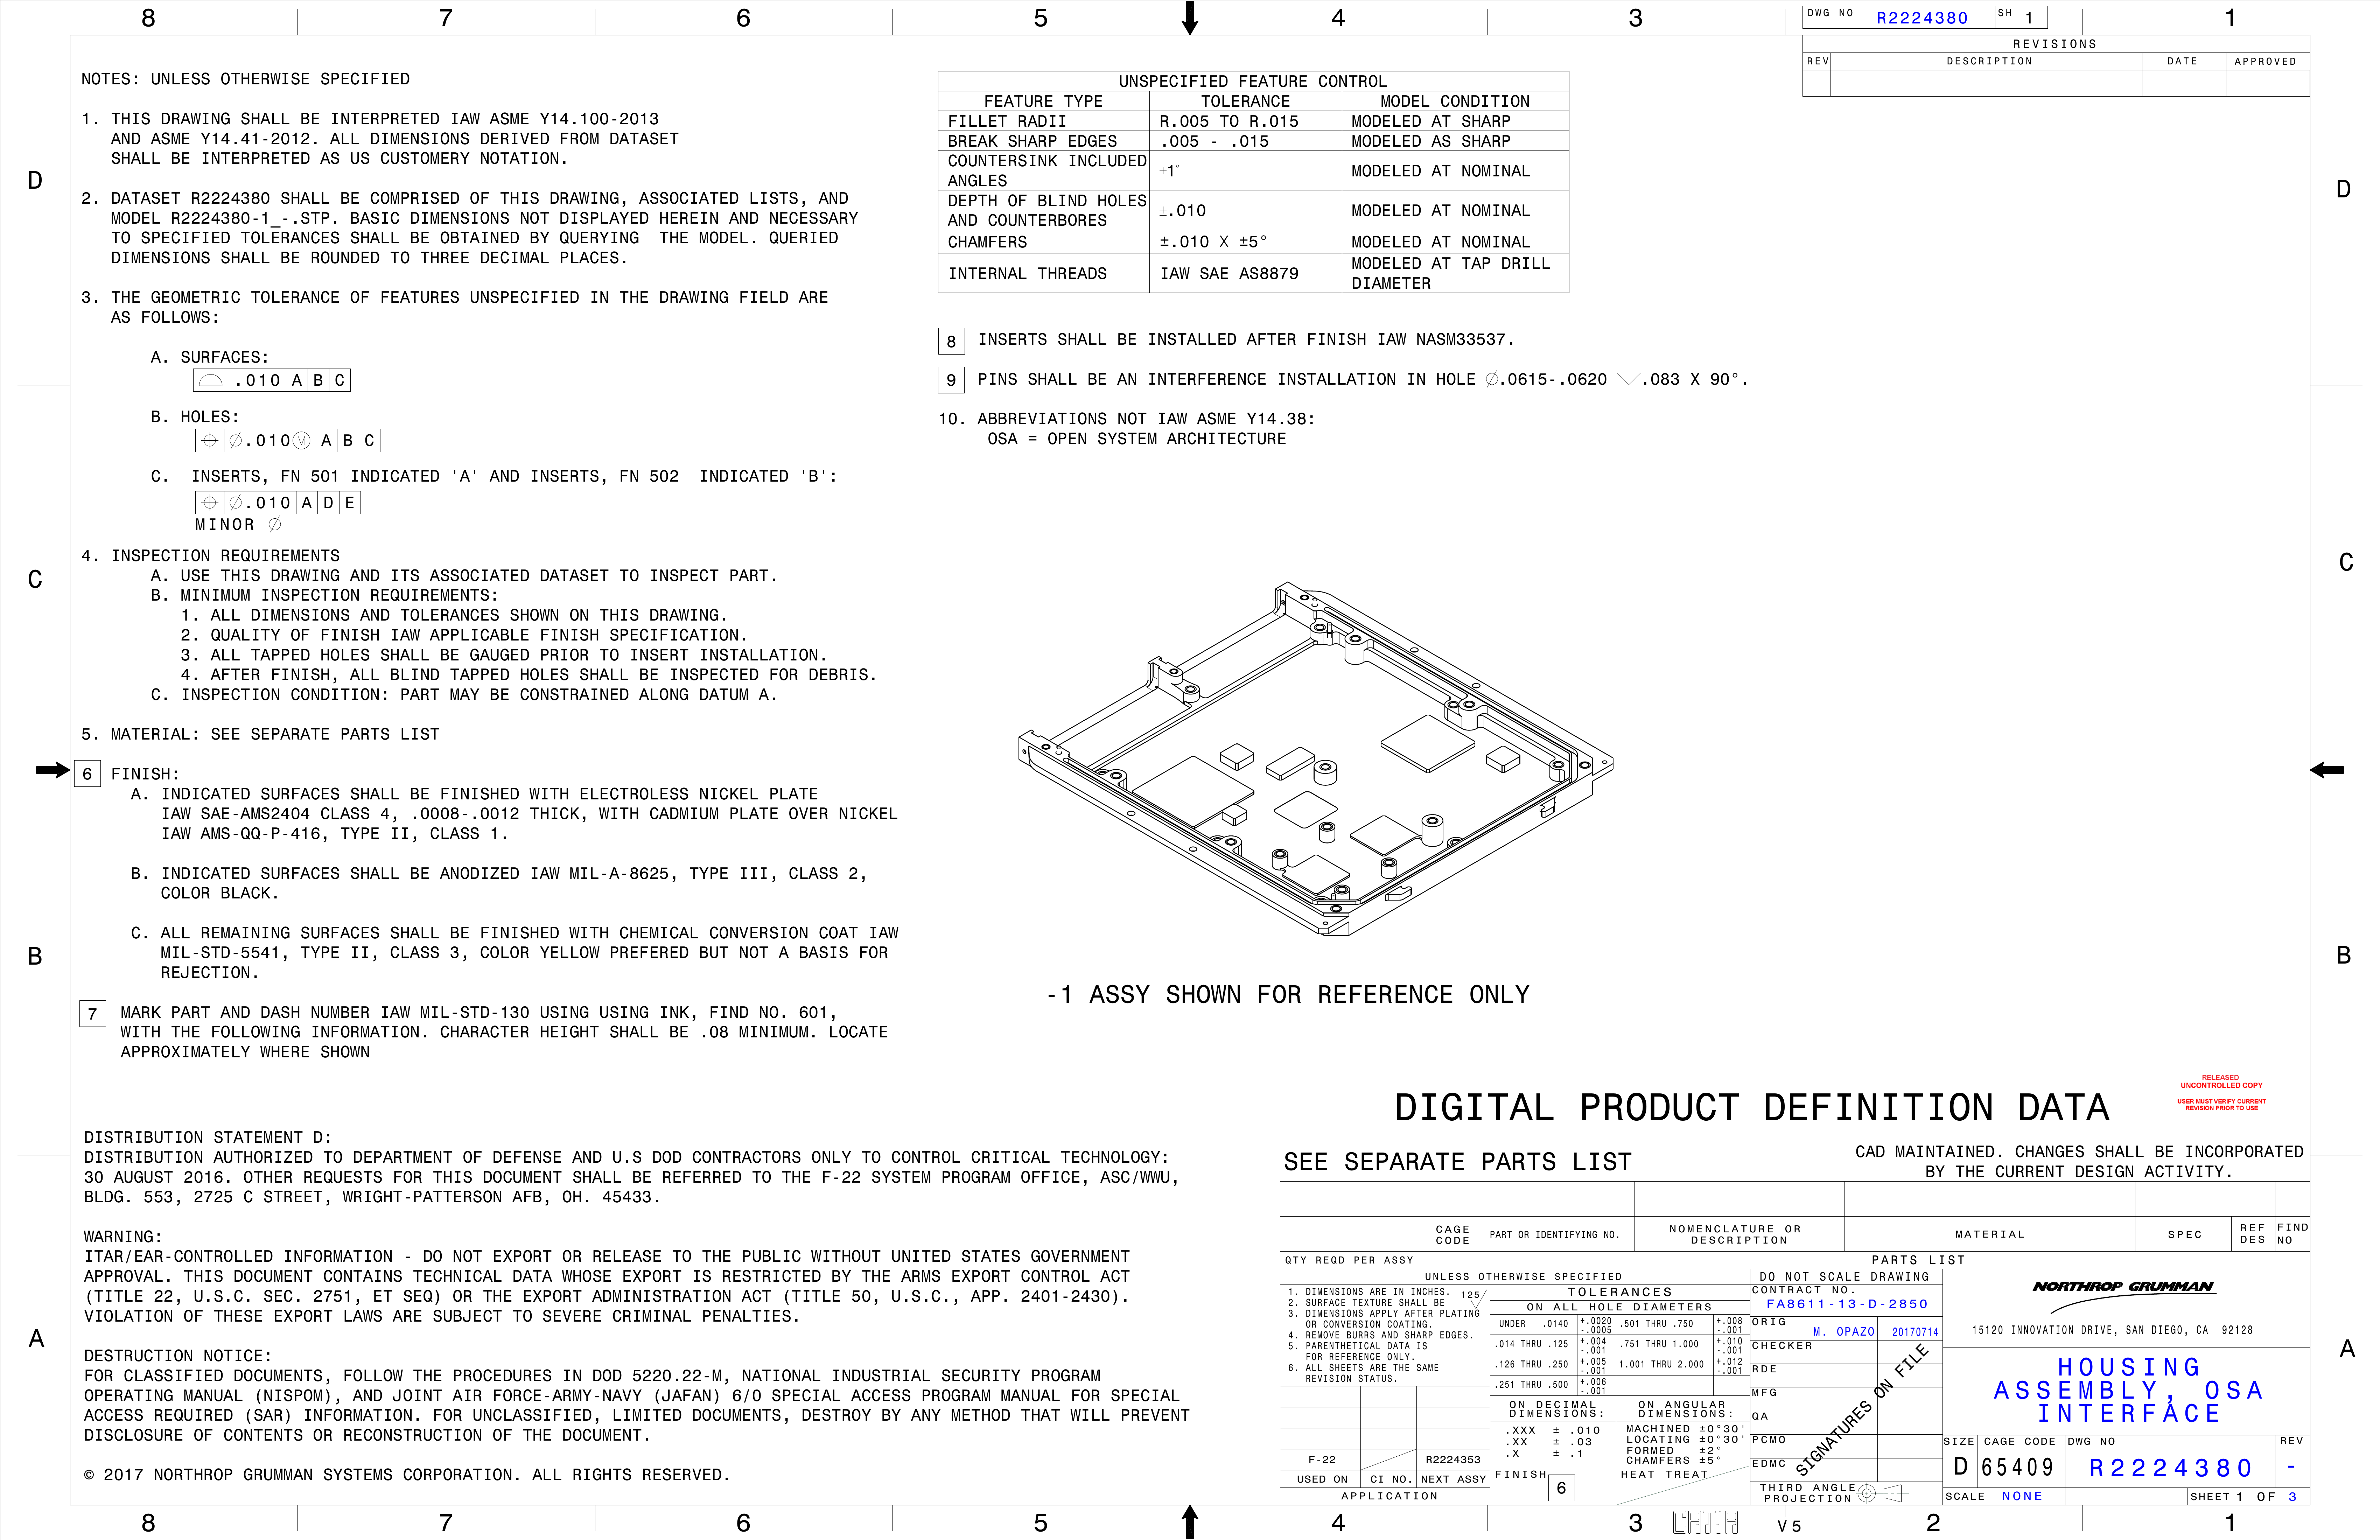 8 7 6 5 4 3 1
DWG NO R2224380 SH 1
REVISIONS
REV DESCRIPTION DATE APPROVED
NOTES: UNLESS OTHERWISE SPECIFIED
1. THIS DRAWING SHALL BE INTERPRETED IAW ASME Y14.100-2013
AND ASME Y14.41-2012. ALL DIMENSIONS DERIVED FROM DATASET
SHALL BE INTERPRETED AS US CUSTOMERY NOTATION.
2. DATASET R2224380 SHALL BE COMPRISED OF THIS DRAWING, ASSOCIATED LISTS, AND
MODEL R2224380-1_-.STP. BASIC DIMENSIONS NOT DISPLAYED HEREIN AND NECESSARY
TO SPECIFIED TOLERANCES SHALL BE OBTAINED BY QUERYING THE MODEL. QUERIED
DIMENSIONS SHALL BE ROUNDED TO THREE DECIMAL PLACES.
3. THE GEOMETRIC TOLERANCE OF FEATURES UNSPECIFIED IN THE DRAWING FIELD ARE
AS FOLLOWS:
A. SURFACES:
⌓ .010 A B C
B. HOLES:
⌖ ∅.010Ⓜ A B C
C. INSERTS, FN 501 INDICATED 'A' AND INSERTS, FN 502 INDICATED 'B':
⌖ ∅.010 A D E
MINOR ∅
4. INSPECTION REQUIREMENTS
A. USE THIS DRAWING AND ITS ASSOCIATED DATASET TO INSPECT PART.
B. MINIMUM INSPECTION REQUIREMENTS:
1. ALL DIMENSIONS AND TOLERANCES SHOWN ON THIS DRAWING.
2. QUALITY OF FINISH IAW APPLICABLE FINISH SPECIFICATION.
3. ALL TAPPED HOLES SHALL BE GAUGED PRIOR TO INSERT INSTALLATION.
4. AFTER FINISH, ALL BLIND TAPPED HOLES SHALL BE INSPECTED FOR DEBRIS.
C. INSPECTION CONDITION: PART MAY BE CONSTRAINED ALONG DATUM A.
5. MATERIAL: SEE SEPARATE PARTS LIST
6 FINISH:
A. INDICATED SURFACES SHALL BE FINISHED WITH ELECTROLESS NICKEL PLATE
IAW SAE-AMS2404 CLASS 4, .0008-.0012 THICK, WITH CADMIUM PLATE OVER NICKEL
IAW AMS-QQ-P-416, TYPE II, CLASS 1.
B. INDICATED SURFACES SHALL BE ANODIZED IAW MIL-A-8625, TYPE III, CLASS 2,
COLOR BLACK.
C. ALL REMAINING SURFACES SHALL BE FINISHED WITH CHEMICAL CONVERSION COAT IAW
MIL-STD-5541, TYPE II, CLASS 3, COLOR YELLOW PREFERED BUT NOT A BASIS FOR
REJECTION.
7 MARK PART AND DASH NUMBER IAW MIL-STD-130 USING USING INK, FIND NO. 601,
WITH THE FOLLOWING INFORMATION. CHARACTER HEIGHT SHALL BE .08 MINIMUM. LOCATE
APPROXIMATELY WHERE SHOWN
UNSPECIFIED FEATURE CONTROL
FEATURE TYPE TOLERANCE MODEL CONDITION
FILLET RADII R.005 TO R.015 MODELED AT SHARP
BREAK SHARP EDGES .005 - .015 MODELED AS SHARP
COUNTERSINK INCLUDED
ANGLES ±1° MODELED AT NOMINAL
DEPTH OF BLIND HOLES
AND COUNTERBORES ±.010 MODELED AT NOMINAL
CHAMFERS ±.010 X ±5° MODELED AT NOMINAL
INTERNAL THREADS IAW SAE AS8879 MODELED AT TAP DRILL
DIAMETER
8 INSERTS SHALL BE INSTALLED AFTER FINISH IAW NASM33537.
9 PINS SHALL BE AN INTERFERENCE INSTALLATION IN HOLE ∅.0615-.0620 ⌵.083 X 90°.
10. ABBREVIATIONS NOT IAW ASME Y14.38:
OSA = OPEN SYSTEM ARCHITECTURE
D D
C C
B B
A A
-1 ASSY SHOWN FOR REFERENCE ONLY
RELEASED
UNCONTROLLED COPY
USER MUST VERIFY CURRENT
REVISION PRIOR TO USE
DIGITAL PRODUCT DEFINITION DATA
SEE SEPARATE PARTS LIST
CAD MAINTAINED. CHANGES SHALL BE INCORPORATED
BY THE CURRENT DESIGN ACTIVITY.
DISTRIBUTION STATEMENT D:
DISTRIBUTION AUTHORIZED TO DEPARTMENT OF DEFENSE AND U.S DOD CONTRACTORS ONLY TO CONTROL CRITICAL TECHNOLOGY:
30 AUGUST 2016. OTHER REQUESTS FOR THIS DOCUMENT SHALL BE REFERRED TO THE F-22 SYSTEM PROGRAM OFFICE, ASC/WWU,
BLDG. 553, 2725 C STREET, WRIGHT-PATTERSON AFB, OH. 45433.
WARNING:
ITAR/EAR-CONTROLLED INFORMATION - DO NOT EXPORT OR RELEASE TO THE PUBLIC WITHOUT UNITED STATES GOVERNMENT
APPROVAL. THIS DOCUMENT CONTAINS TECHNICAL DATA WHOSE EXPORT IS RESTRICTED BY THE ARMS EXPORT CONTROL ACT
(TITLE 22, U.S.C. SEC. 2751, ET SEQ) OR THE EXPORT ADMINISTRATION ACT (TITLE 50, U.S.C., APP. 2401-2430).
VIOLATION OF THESE EXPORT LAWS ARE SUBJECT TO SEVERE CRIMINAL PENALTIES.
DESTRUCTION NOTICE:
FOR CLASSIFIED DOCUMENTS, FOLLOW THE PROCEDURES IN DOD 5220.22-M, NATIONAL INDUSTRIAL SECURITY PROGRAM
OPERATING MANUAL (NISPOM), AND JOINT AIR FORCE-ARMY-NAVY (JAFAN) 6/0 SPECIAL ACCESS PROGRAM MANUAL FOR SPECIAL
ACCESS REQUIRED (SAR) INFORMATION. FOR UNCLASSIFIED, LIMITED DOCUMENTS, DESTROY BY ANY METHOD THAT WILL PREVENT
DISCLOSURE OF CONTENTS OR RECONSTRUCTION OF THE DOCUMENT.
© 2017 NORTHROP GRUMMAN SYSTEMS CORPORATION. ALL RIGHTS RESERVED.
CAGE
CODE PART OR IDENTIFYING NO. NOMENCLATURE OR
DESCRIPTION MATERIAL SPEC REF
DES FIND
NO
QTY REQD PER ASSY PARTS LIST
UNLESS OTHERWISE SPECIFIED
1. DIMENSIONS ARE IN INCHES. 125
2. SURFACE TEXTURE SHALL BE
3. DIMENSIONS APPLY AFTER PLATING
OR CONVERSION COATING.
4. REMOVE BURRS AND SHARP EDGES.
5. PARENTHETICAL DATA IS
FOR REFERENCE ONLY.
6. ALL SHEETS ARE THE SAME
REVISION STATUS.
TOLERANCES
ON ALL HOLE DIAMETERS
UNDER .0140 +.0020 -.0005 .501 THRU .750 +.008 -.001
.014 THRU .125 +.004 -.001 .751 THRU 1.000 +.010 -.001
.126 THRU .250 +.005 -.001 1.001 THRU 2.000 +.012 -.001
.251 THRU .500 +.006 -.001
ON DECIMAL
DIMENSIONS:
.XXX ± .010
.XX ± .03
.X ± .1
ON ANGULAR
DIMENSIONS:
MACHINED ±0°30'
LOCATING ±0°30'
FORMED ±2°
CHAMFERS ±5°
F-22 R2224353
USED ON CI NO. NEXT ASSY
APPLICATION
FINISH 6 HEAT TREAT
DO NOT SCALE DRAWING
CONTRACT NO.
FA8611-13-D-2850
ORIG M. OPAZO 20170714
CHECKER
RDE
MFG
QA
PCMO
EDMC
SIGNATURES ON FILE
THIRD ANGLE
PROJECTION
NORTHROP GRUMMAN
15120 INNOVATION DRIVE, SAN DIEGO, CA 92128
HOUSING
ASSEMBLY, OSA
INTERFACE
SIZE D CAGE CODE 65409 DWG NO R2224380 REV -
SCALE NONE SHEET 1 OF 3
8 7 6 5 4 3 CATIA V5 2 1